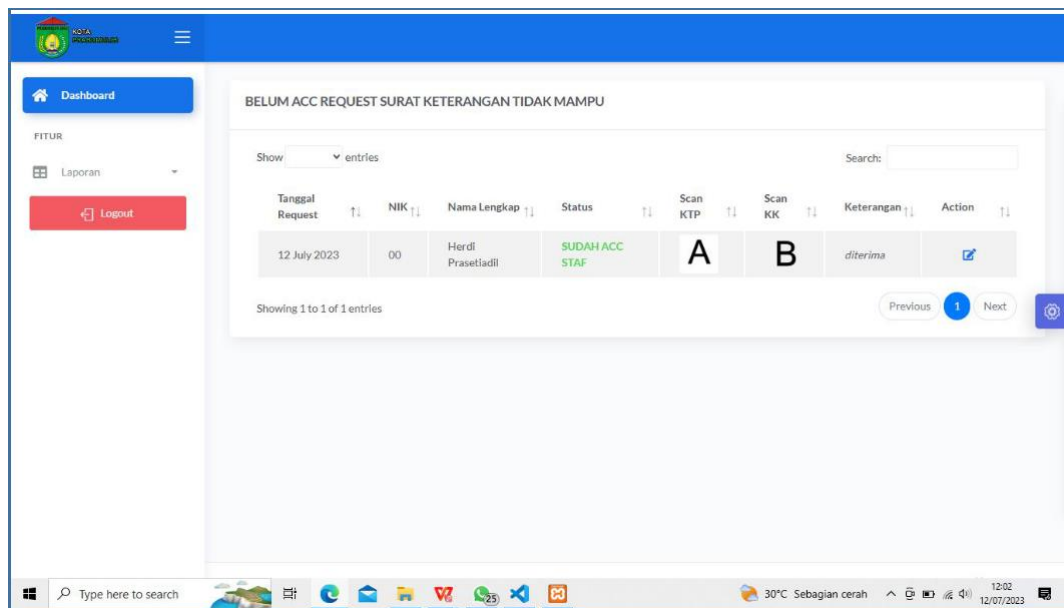 KOTA
Dashboard
FITUR
Laporan
Logout
BELUM ACC REQUEST SURAT KETERANGAN TIDAK MAMPU
Show entries
Search:
Tanggal Request NIK Nama Lengkap Status Scan KTP Scan KK Keterangan Action
12 July 2023 00 Herdi Prasetiadil SUDAH ACC STAF A B diterima
Showing 1 to 1 of 1 entries
Previous 1 Next
Type here to search
25
30°C Sebagian cerah
12:02
12/07/2023